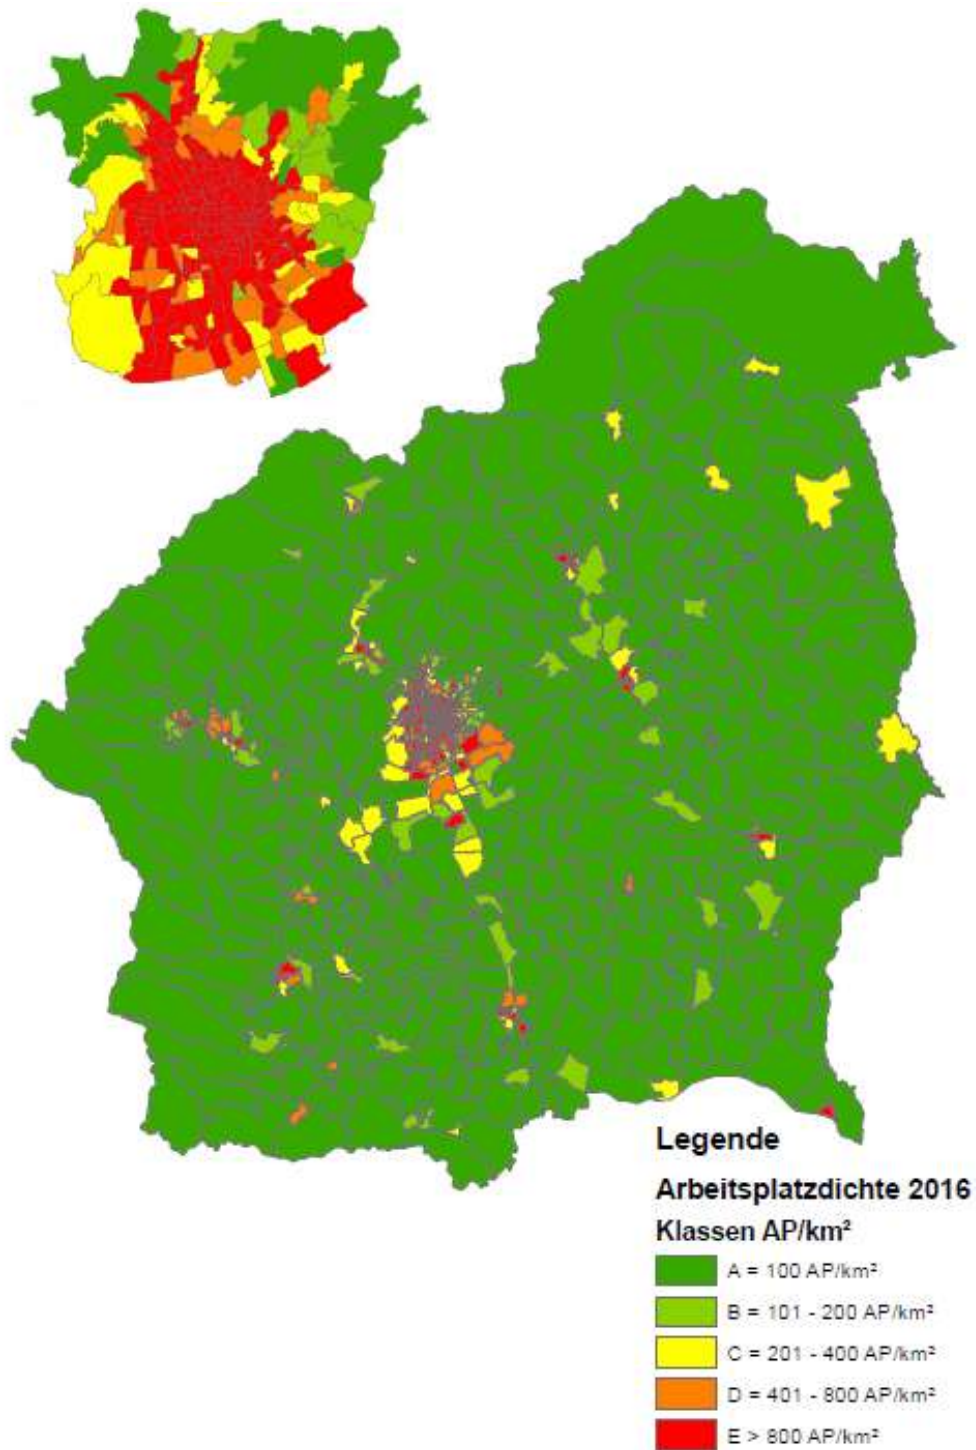 Legende
Arbeitsplatzdichte 2016
Klassen AP/km²
A = 100 AP/km²
B = 101 - 200 AP/km²
C = 201 - 400 AP/km²
D = 401 - 800 AP/km²
E > 800 AP/km²